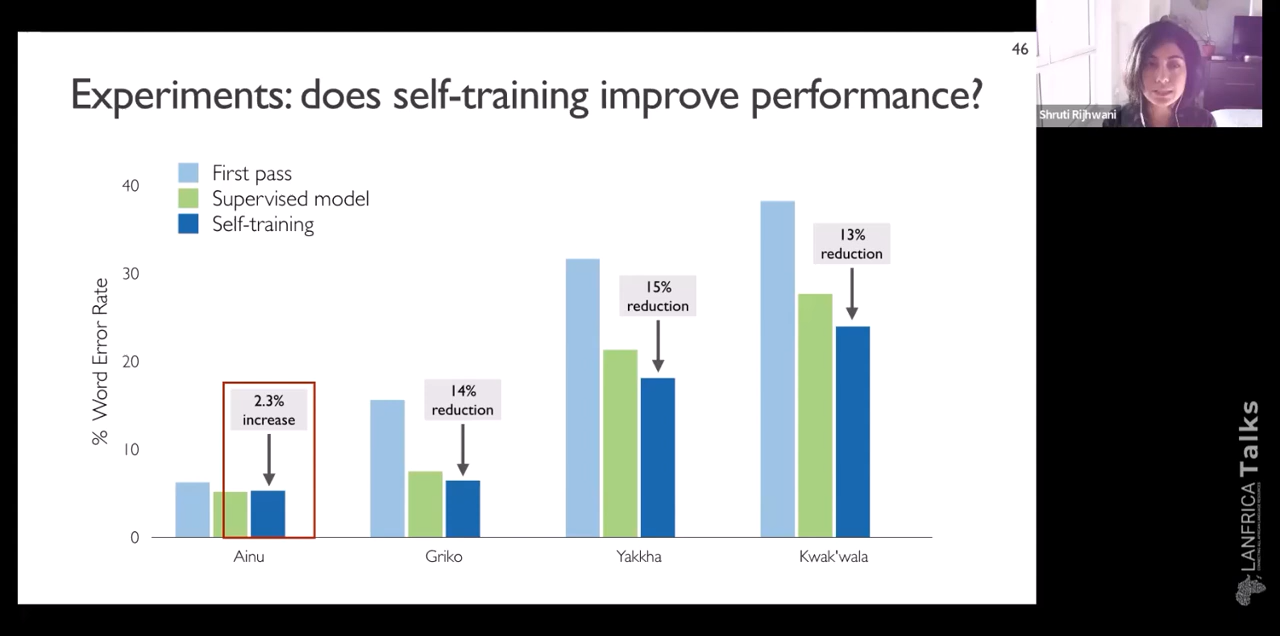 46
Experiments: does self-training improve performance?
Shruti Rijhwani
First pass
Supervised model
Self-training
% Word Error Rate
40
30
20
10
0
2.3%
increase
14%
reduction
15%
reduction
13%
reduction
Ainu
Griko
Yakkha
Kwak'wala
LANFRICA Talks